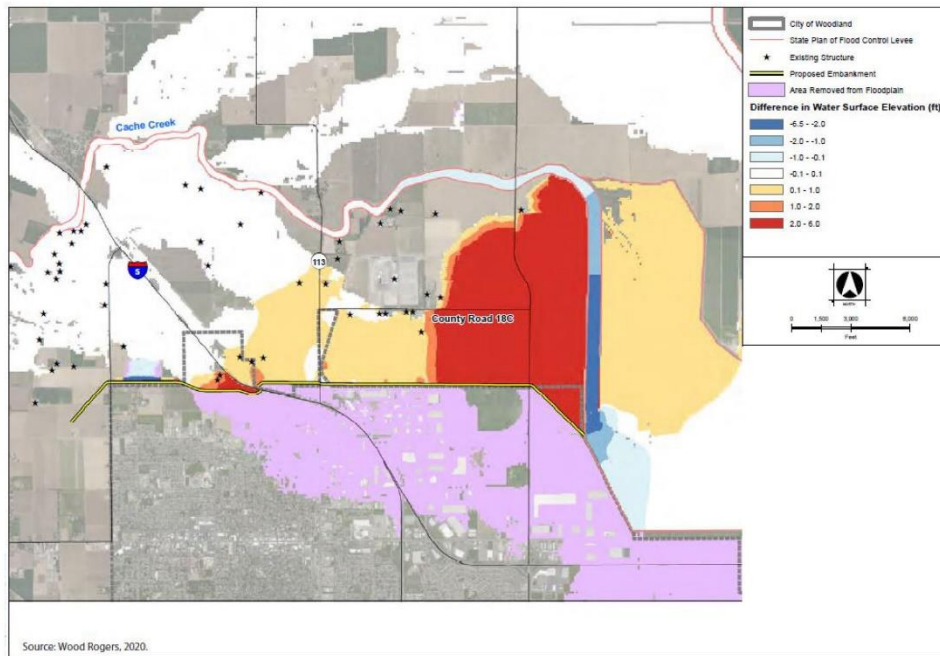 City of Woodland
State Plan of Flood Control Levee
Existing Structure
Proposed Embankment
Area Removed from Floodplain
Difference in Water Surface Elevation (ft)
-6.5 - -2.0
-2.0 - -1.0
-1.0 - -0.1
-0.1 - 0.1
0.1 - 1.0
1.0 - 2.0
2.0 - 6.0
Cache Creek
5
113
County Road 18C
NORTH
0 1,500 3,000 6,000
Feet
Source: Wood Rogers, 2020.